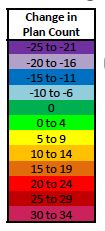 Change in
Plan Count
-25 to -21
-20 to -16
-15 to -11
-10 to -6
0
0 to 4
5 to 9
10 to 14
15 to 19
20 to 24
25 to 29
30 to 34